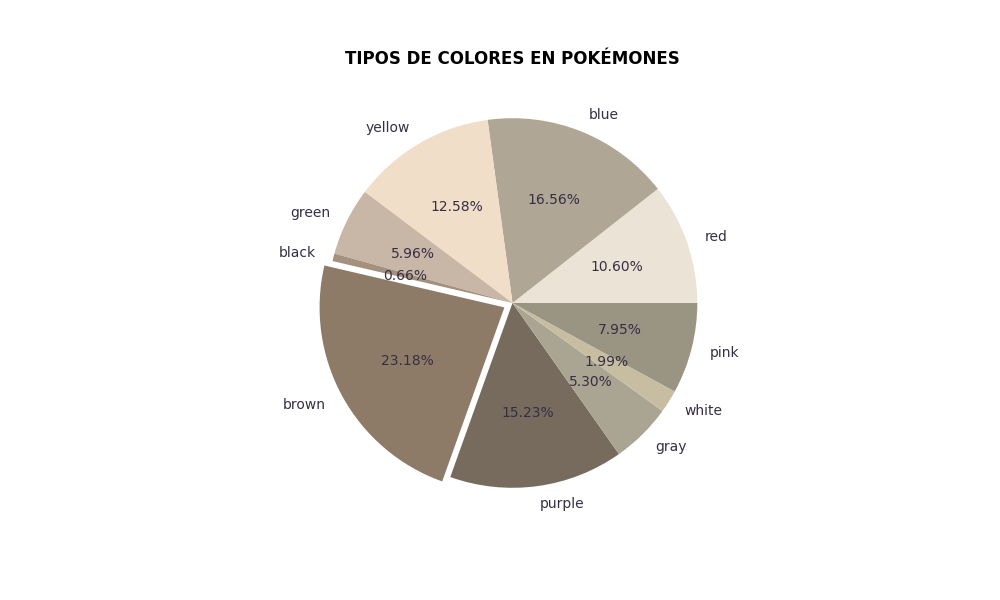 TIPOS DE COLORES EN POKÉMONES
blue
yellow
16.56%
12.58%
green
red
5.96%
black
10.60%
0.66%
7.95%
pink
23.18%
1.99%
5.30%
brown
white
15.23%
gray
purple